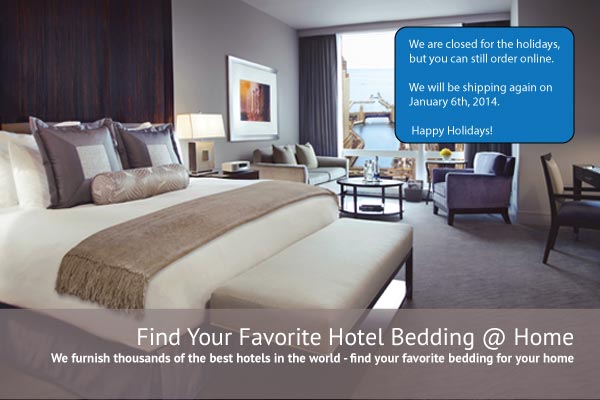 We are closed for the holidays,
but you can still order online.
We will be shipping again on
January 6th, 2014.
Happy Holidays!
Find Your Favorite Hotel Bedding @ Home
We furnish thousands of the best hotels in the world - find your favorite bedding for your home